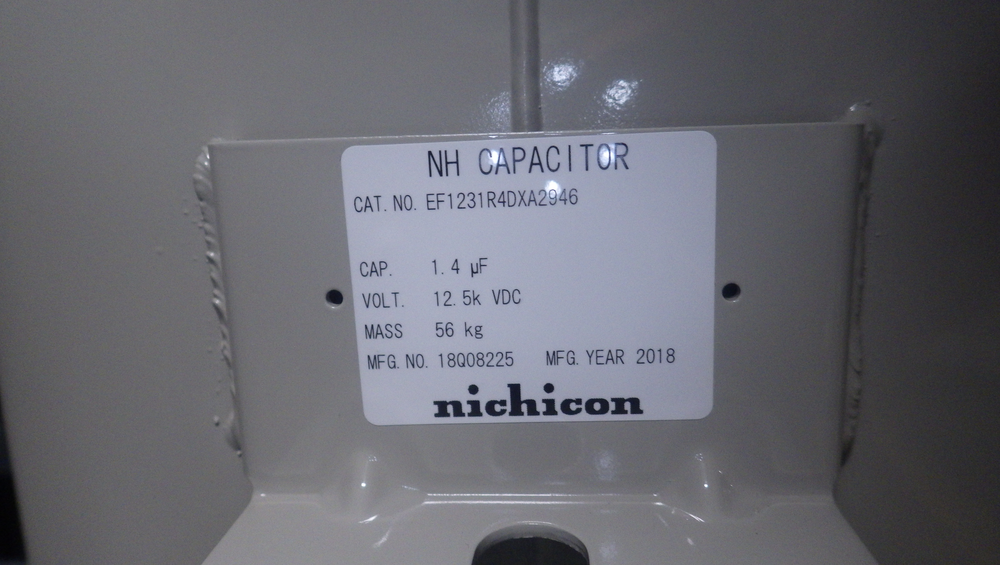 NH CAPACITOR
CAT. NO. EF1231R4DXA2946
CAP. 1.4 µF
VOLT. 12.5k VDC
MASS 56 kg
MFG. NO. 18Q08225 MFG. YEAR 2018
nichicon